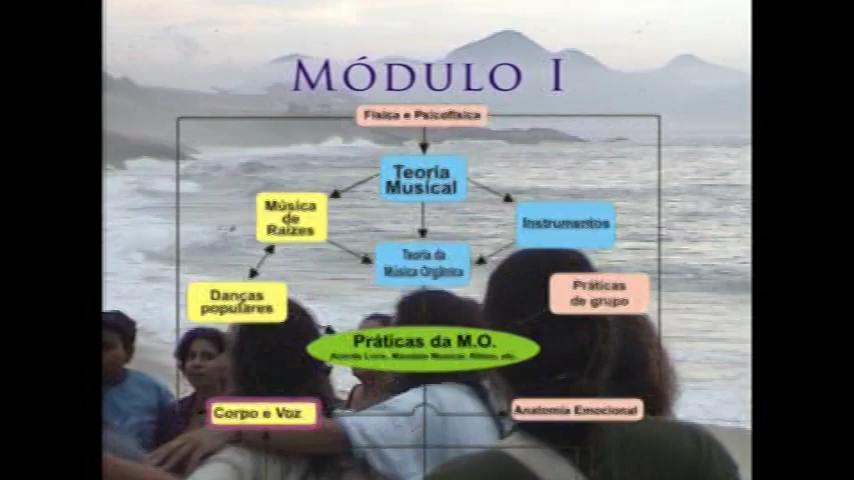 MÓDULO I
Física e Psicofísica
Teoria
Musical
Música
de
Raízes
Instrumentos
Teoria da
Música Orgânica
Danças
populares
Práticas
de grupo
Práticas da M.O.
Corpo e Voz
Anatomia Emocional